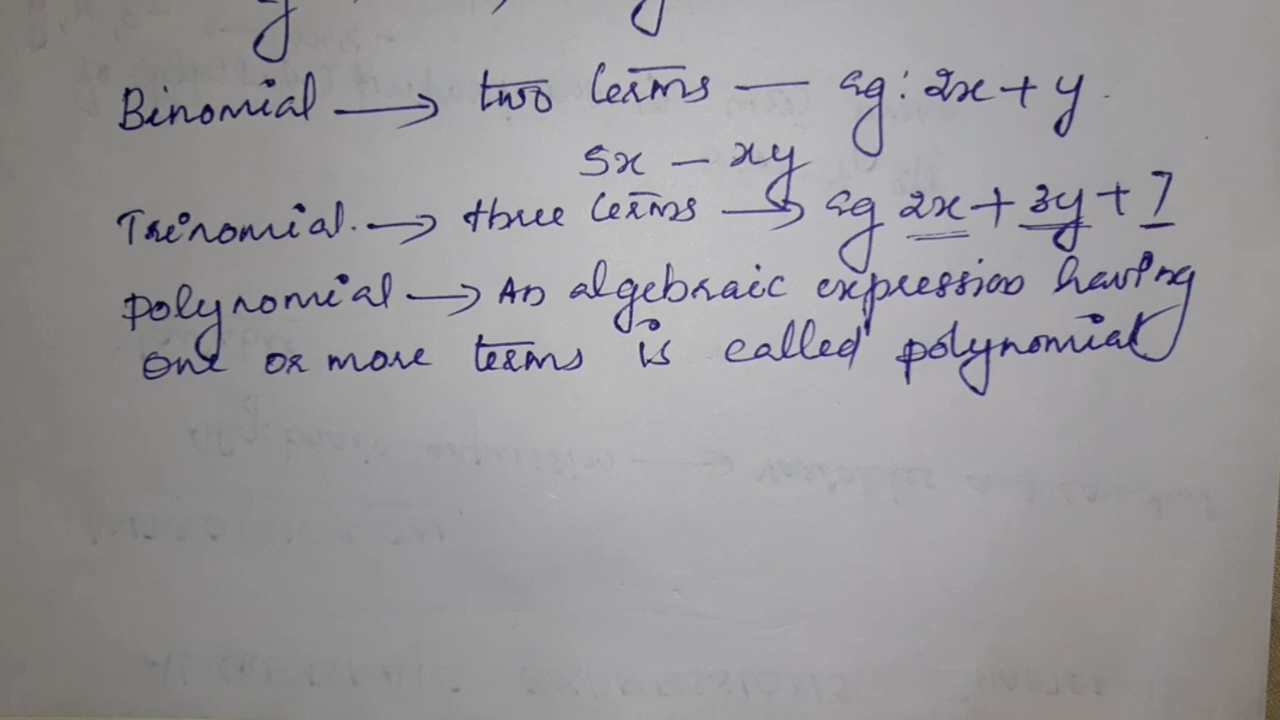 Binomial → two terms — eg: 2x + y.
5x - xy
Trinomial. → three terms → eg 2x + 3y + 7
polynomial → An algebraic expression having
one or more terms is called polynomial